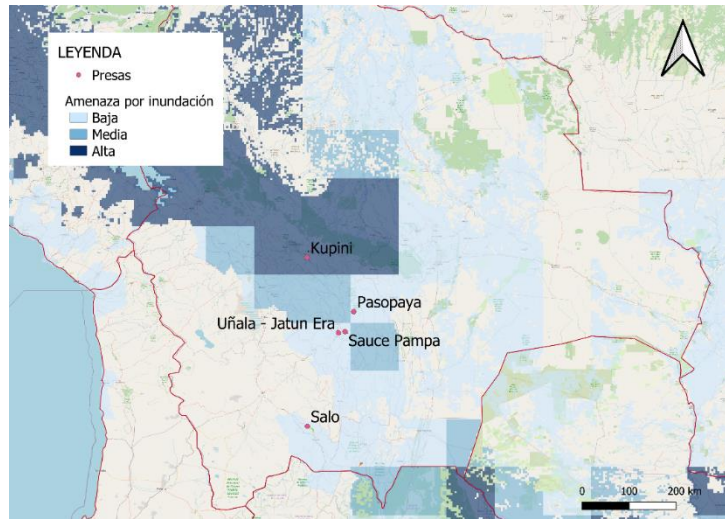 LEYENDA
Presas
Amenaza por inundación
Baja
Media
Alta
Kupini
Pasopaya
Uñala - Jatun Era
Sauce Pampa
Salo
0 100 200 km